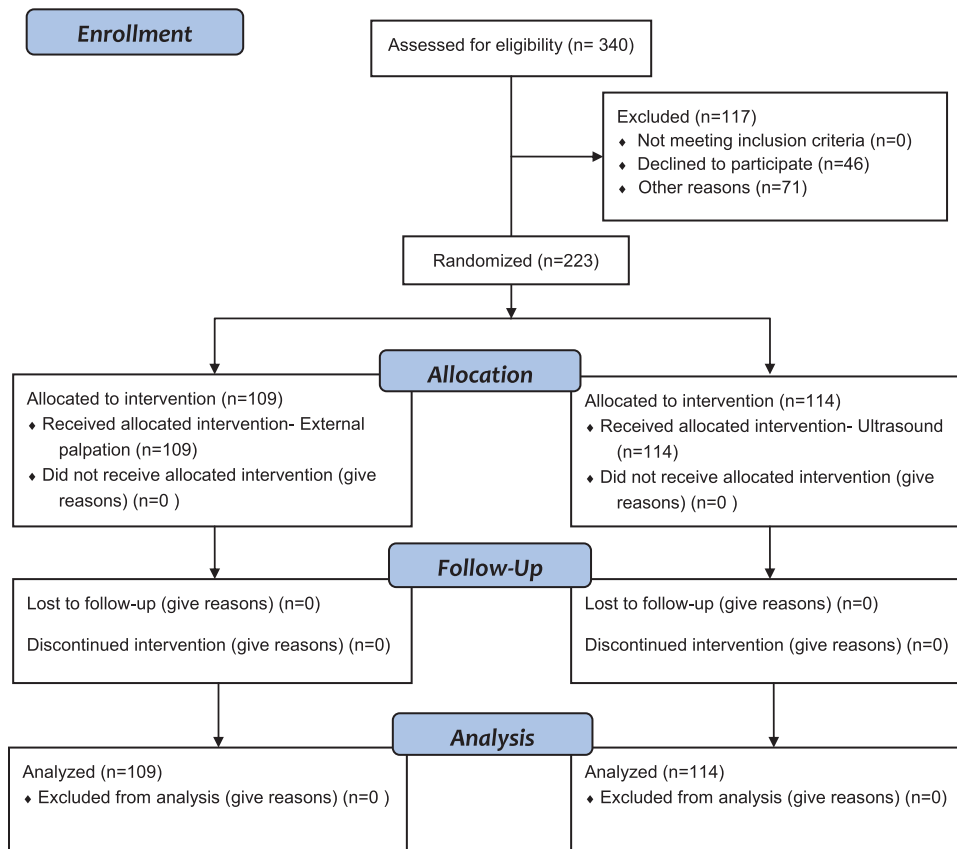 Enrollment
Assessed for eligibility (n= 340)
Excluded (n=117)
♦ Not meeting inclusion criteria (n=0)
♦ Declined to participate (n=46)
♦ Other reasons (n=71)
Randomized (n=223)
Allocation
Allocated to intervention (n=109)
♦ Received allocated intervention- External
palpation (n=109)
♦ Did not receive allocated intervention (give
reasons) (n=0 )
Allocated to intervention (n=114)
♦ Received allocated intervention- Ultrasound
(n=114)
♦ Did not receive allocated intervention (give
reasons) (n=0 )
Follow-Up
Lost to follow-up (give reasons) (n=0)
Discontinued intervention (give reasons) (n=0)
Lost to follow-up (give reasons) (n=0)
Discontinued intervention (give reasons) (n=0)
Analysis
Analyzed (n=109)
♦ Excluded from analysis (give reasons) (n=0 )
Analyzed (n=114)
♦ Excluded from analysis (give reasons) (n=0)